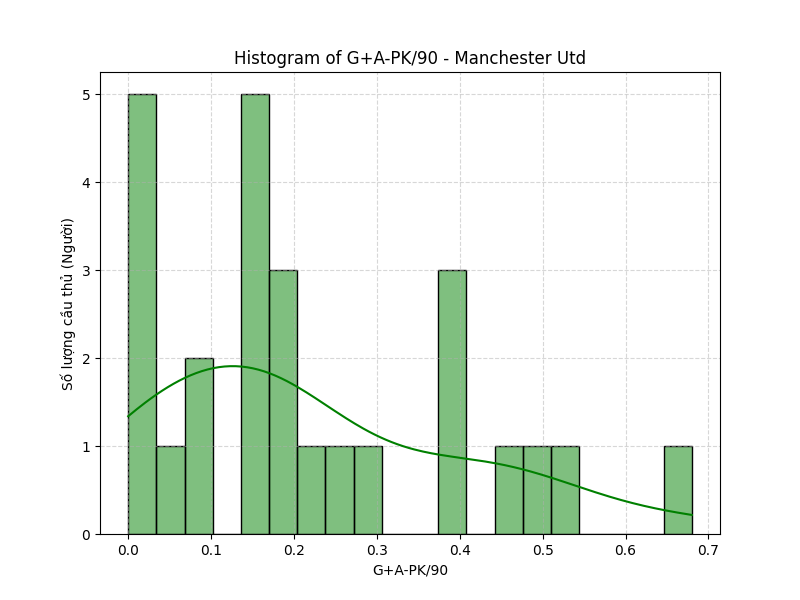 Histogram of G+A-PK/90 - Manchester Utd
Số lượng cầu thủ (Người)
5
4
3
2
1
0
0.0 0.1 0.2 0.3 0.4 0.5 0.6 0.7
G+A-PK/90